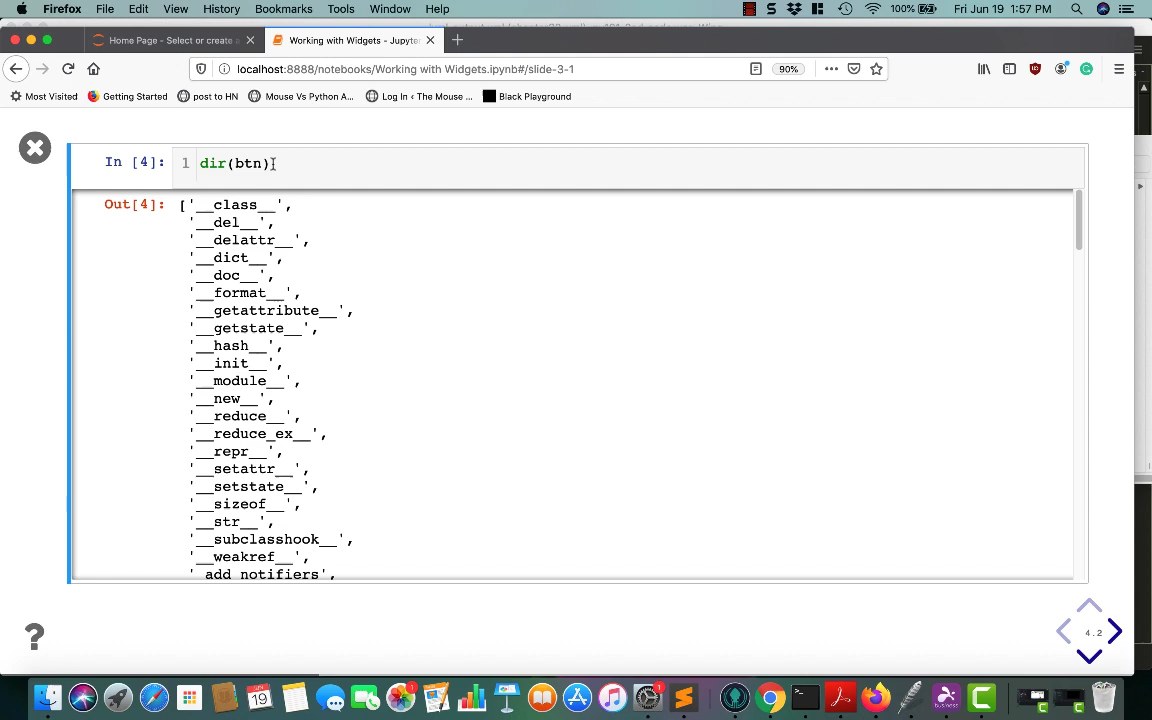 Firefox File Edit View History Bookmarks Tools Window Help 100% Fri Jun 19 1:57 PM
Home Page - Select or create a
Working with Widgets - Jupyter
localhost:8888/notebooks/Working with Widgets.ipynb#/slide-3-1 90%
Most Visited Getting Started post to HN Mouse Vs Python A... Log In ‹ The Mouse ... Black Playground
In [4]: 1 dir(btn)
Out[4]: ['__class__',
'__del__',
'__delattr__',
'__dict__',
'__doc__',
'__format__',
'__getattribute__',
'__getstate__',
'__hash__',
'__init__',
'__module__',
'__new__',
'__reduce__',
'__reduce_ex__',
'__repr__',
'__setattr__',
'__setstate__',
'__sizeof__',
'__str__',
'__subclasshook__',
'__weakref__',
'_add_notifiers',
?
4.2